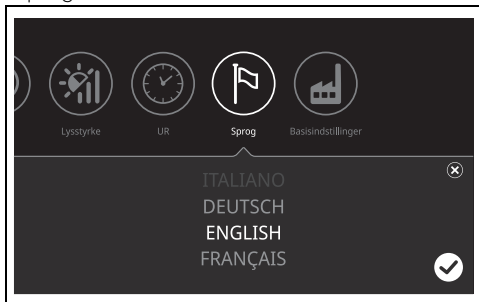 Lysstyrke UR Sprog Basisindstillinger
ITALIANO
DEUTSCH
ENGLISH
FRANÇAIS